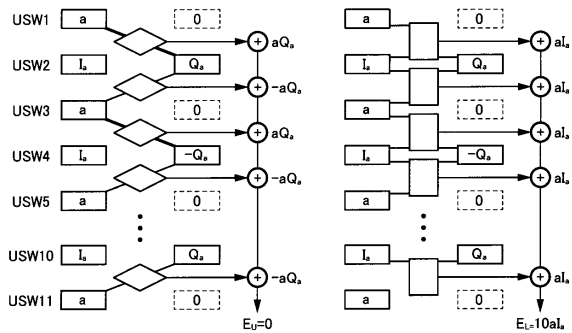 USW1 a 0 a 0
aQₐ aIₐ
USW2 Iₐ Qₐ Iₐ Qₐ
-aQₐ aIₐ
USW3 a 0 a 0
aQₐ aIₐ
USW4 Iₐ -Qₐ Iₐ -Qₐ
-aQₐ aIₐ
USW5 a 0 a 0
USW10 Iₐ Qₐ Iₐ Qₐ
-aQₐ aIₐ
USW11 a 0 a 0
E_U=0 E_L=10aIₐ